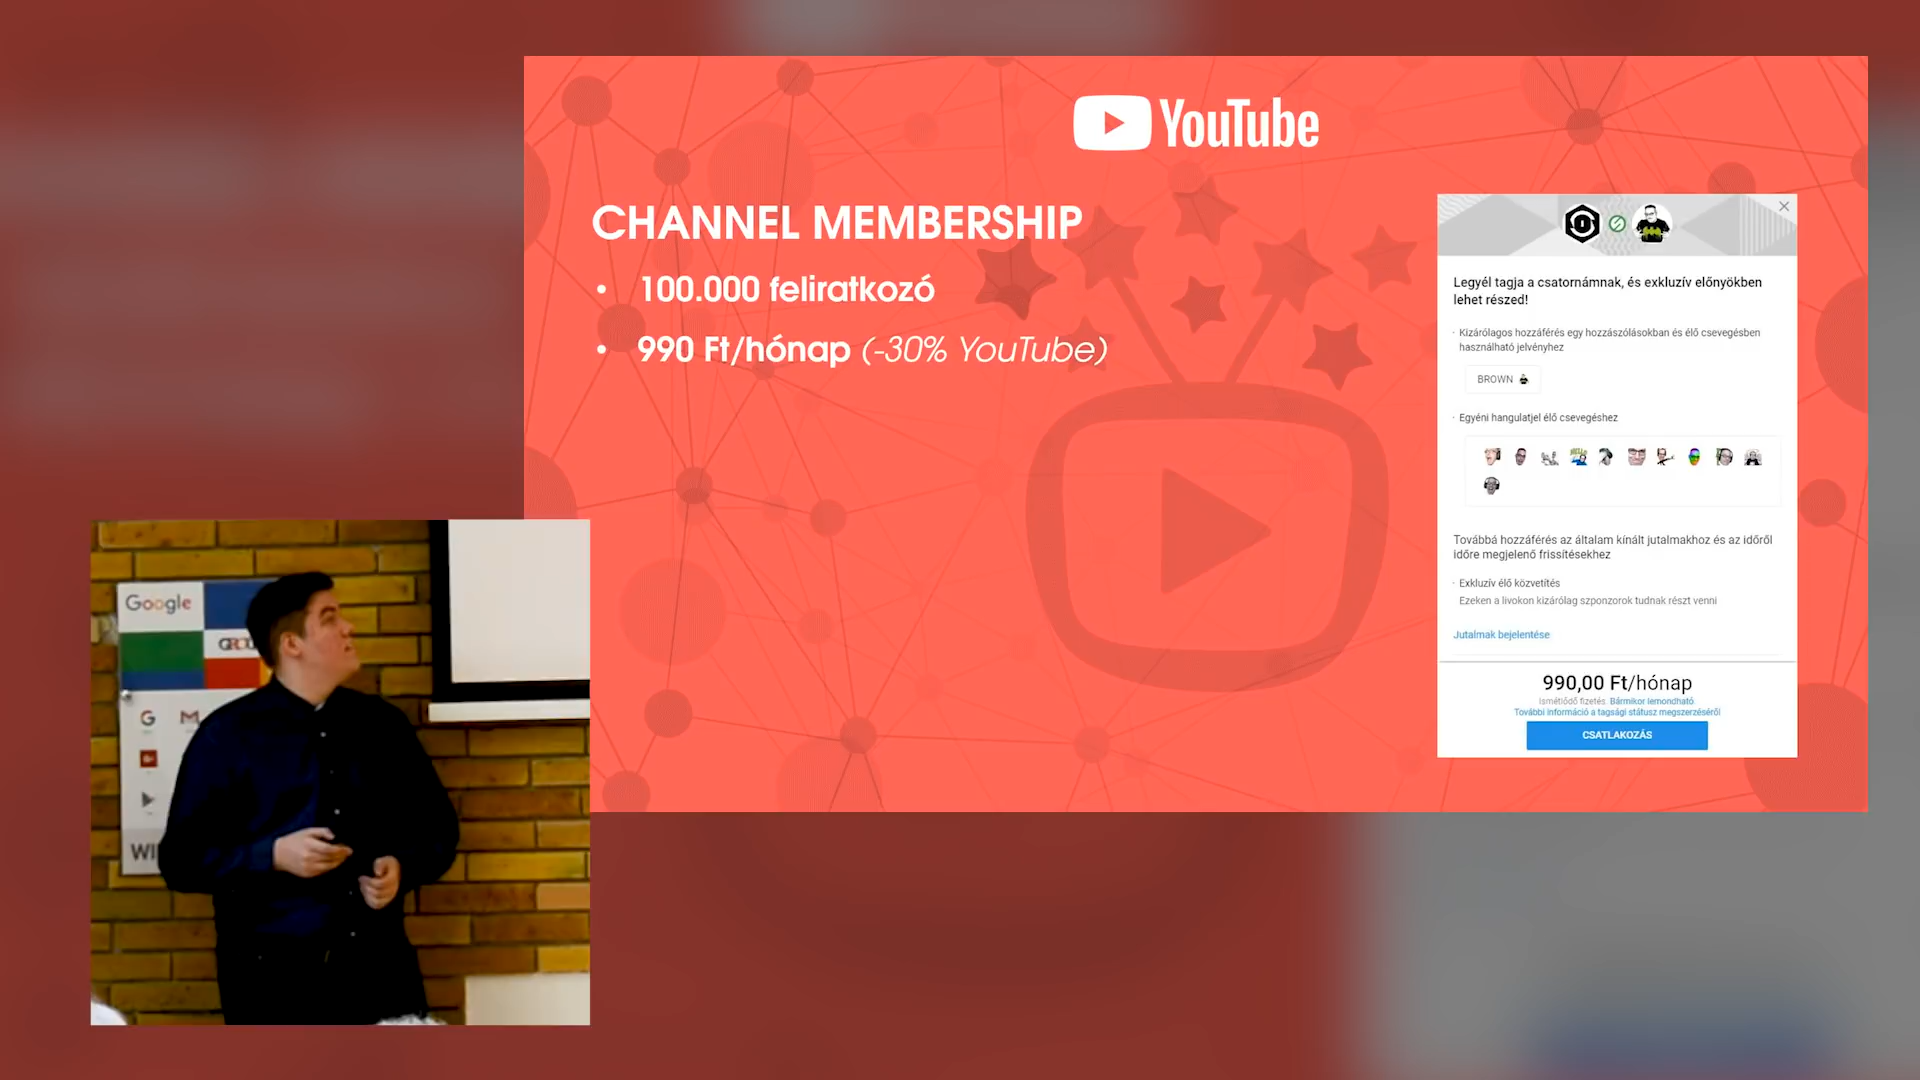 YouTube
CHANNEL MEMBERSHIP
• 100.000 feliratkozó
• 990 Ft/hónap (-30% YouTube)
Legyél tagja a csatornámnak, és exkluzív előnyökben
lehet részed!
· Kizárólagos hozzáférés egy hozzászólásokban és élő csevegésben
használható jelvényhez
BROWN
· Egyéni hangulatjel élő csevegéshez
Továbbá hozzáférés az általam kínált jutalmakhoz és az időről
időre megjelenő frissítésekhez
· Exkluzív élő közvetítés
Ezeken a livokon kizárólag szponzorok tudnak részt venni
Jutalmak bejelentése
990,00 Ft/hónap
Ismétlődő fizetés. Bármikor lemondható.
További információ a tagsági státusz megszerzéséről
CSATLAKOZÁS
Google
G M
WI